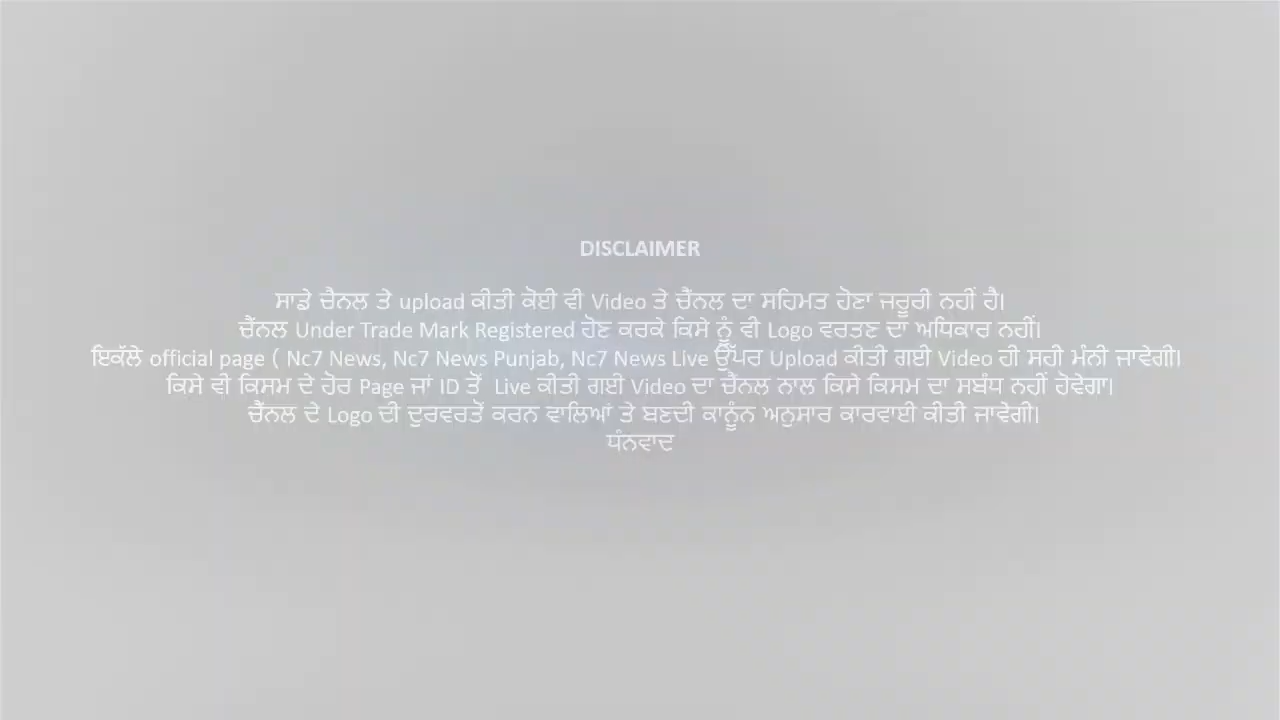 DISCLAIMER
ਸਾਡੇ ਚੈਨਲ ਤੇ upload ਕੀਤੀ ਕੋਈ ਵੀ Video ਤੇ ਚੈੱਨਲ ਦਾ ਸਹਿਮਤ ਹੋਣਾ ਜਰੂਰੀ ਨਹੀਂ ਹੈ।
ਚੈੱਨਲ Under Trade Mark Registered ਹੋਣ ਕਰਕੇ ਕਿਸੇ ਨੂੰ ਵੀ Logo ਵਰਤਣ ਦਾ ਅਧਿਕਾਰ ਨਹੀਂ।
ਇਕੱਲੇ official page ( Nc7 News, Nc7 News Punjab, Nc7 News Live ਉੱਪਰ Upload ਕੀਤੀ ਗਈ Video ਹੀ ਸਹੀ ਮੰਨੀ ਜਾਵੇਗੀ।
ਕਿਸੇ ਵੀ ਕਿਸਮ ਦੇ ਹੋਰ Page ਜਾਂ ID ਤੋਂ Live ਕੀਤੀ ਗਈ Video ਦਾ ਚੈੱਨਲ ਨਾਲ ਕਿਸੇ ਕਿਸਮ ਦਾ ਸਬੰਧ ਨਹੀਂ ਹੋਵੇਗਾ।
ਚੈੱਨਲ ਦੇ Logo ਦੀ ਦੁਰਵਰਤੋਂ ਕਰਨ ਵਾਲਿਆਂ ਤੇ ਬਣਦੀ ਕਾਨੂੰਨ ਅਨੁਸਾਰ ਕਾਰਵਾਈ ਕੀਤੀ ਜਾਵੇਗੀ।
ਧੰਨਵਾਦ